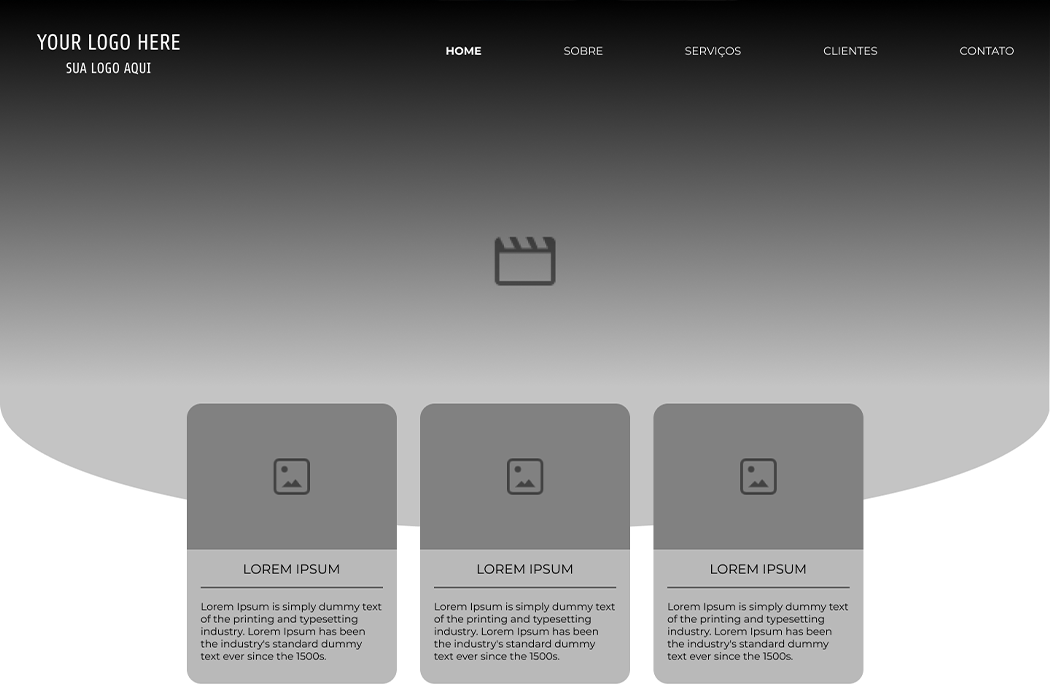 YOUR LOGO HERE
SUA LOGO AQUI
HOME
SOBRE
SERVIÇOS
CLIENTES
CONTATO
LOREM IPSUM
Lorem Ipsum is simply dummy text
of the printing and typesetting
industry. Lorem Ipsum has been
the industry's standard dummy
text ever since the 1500s.
LOREM IPSUM
Lorem Ipsum is simply dummy text
of the printing and typesetting
industry. Lorem Ipsum has been
the industry's standard dummy
text ever since the 1500s.
LOREM IPSUM
Lorem Ipsum is simply dummy text
of the printing and typesetting
industry. Lorem Ipsum has been
the industry's standard dummy
text ever since the 1500s.